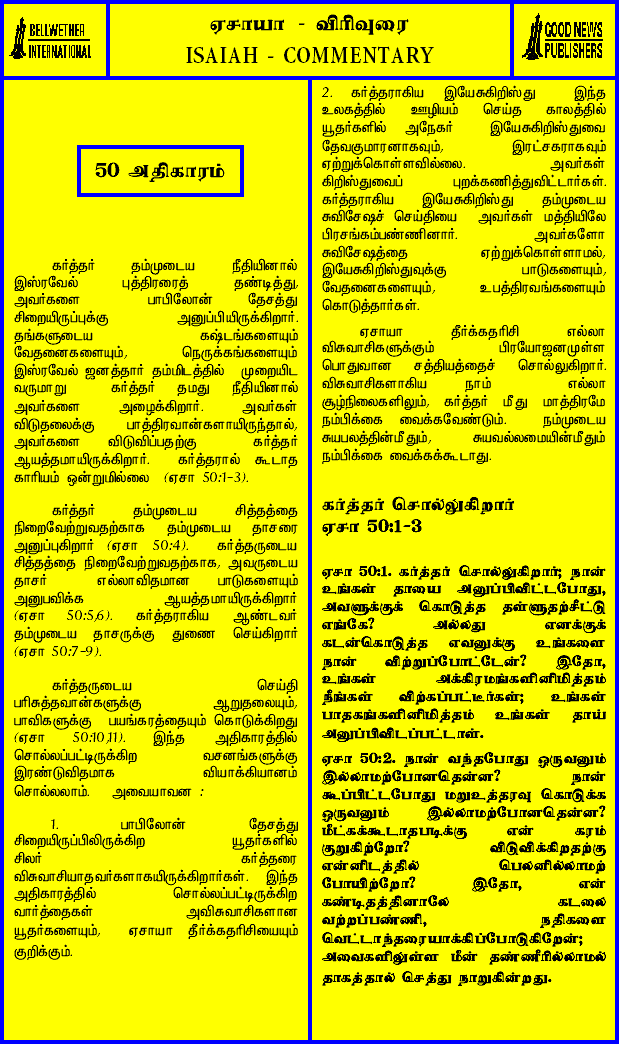 BELLWETHER
INTERNATIONAL
ஏசாயா - விரிவுரை
ISAIAH - COMMENTARY
GOOD NEWS
PUBLISHERS
50 அதிகாரம்
கர்த்தர் தம்முடைய நீதியினால்
இஸ்ரவேல் புத்திரரைத் தண்டித்து,
அவர்களை பாபிலோன் தேசத்து
சிறையிருப்புக்கு அனுப்பியிருக்கிறார்.
தங்களுடைய கஷ்டங்களையும்
வேதனைகளையும், நெருக்கங்களையும்
இஸ்ரவேல் ஜனத்தார் தம்மிடத்தில் முறையிட
வருமாறு கர்த்தர் தமது நீதியினால்
அவர்களை அழைக்கிறார். அவர்கள்
விடுதலைக்கு பாத்திரவான்களாயிருந்தால்,
அவர்களை விடுவிப்பதற்கு கர்த்தர்
ஆயத்தமாயிருக்கிறார். கர்த்தரால் கூடாத
காரியம் ஒன்றுமில்லை (ஏசா 50:1-3).
கர்த்தர் தம்முடைய சித்தத்தை
நிறைவேற்றுவதற்காக தம்முடைய தாசரை
அனுப்புகிறார் (ஏசா 50:4). கர்த்தருடைய
சித்தத்தை நிறைவேற்றுவதற்காக, அவருடைய
தாசர் எல்லாவிதமான பாடுகளையும்
அனுபவிக்க ஆயத்தமாயிருக்கிறார்
(ஏசா 50:5,6). கர்த்தராகிய ஆண்டவர்
தம்முடைய தாசருக்கு துணை செய்கிறார்
(ஏசா 50:7-9).
கர்த்தருடைய செய்தி
பரிசுத்தவான்களுக்கு ஆறுதலையும்,
பாவிகளுக்கு பயங்கரத்தையும் கொடுக்கிறது
(ஏசா 50:10,11). இந்த அதிகாரத்தில்
சொல்லப்பட்டிருக்கிற வசனங்களுக்கு
இரண்டுவிதமாக வியாக்கியானம்
சொல்லலாம். அவையாவன :
1. பாபிலோன் தேசத்து
சிறையிருப்பிலிருக்கிற யூதர்களில்
சிலர் கர்த்தரை
விசுவாசியாதவர்களாகயிருக்கிறார்கள். இந்த
அதிகாரத்தில் சொல்லப்பட்டிருக்கிற
வார்த்தைகள் அவிசுவாசிகளான
யூதர்களையும், ஏசாயா தீர்க்கதரிசியையும்
குறிக்கும்.
2. கர்த்தராகிய இயேசுகிறிஸ்து இந்த
உலகத்தில் ஊழியம் செய்த காலத்தில்
யூதர்களில் அநேகர் இயேசுகிறிஸ்துவை
தேவகுமாரனாகவும், இரட்சகராகவும்
ஏற்றுக்கொள்ளவில்லை. அவர்கள்
கிறிஸ்துவைப் புறக்கணித்துவிட்டார்கள்.
கர்த்தராகிய இயேசுகிறிஸ்து தம்முடைய
சுவிசேஷச் செய்தியை அவர்கள் மத்தியிலே
பிரசங்கம்பண்ணினார். அவர்களோ
சுவிசேஷத்தை ஏற்றுக்கொள்ளாமல்,
இயேசுகிறிஸ்துவுக்கு பாடுகளையும்,
வேதனைகளையும், உபத்திரவங்களையும்
கொடுத்தார்கள்.
ஏசாயா தீர்க்கதரிசி எல்லா
விசுவாசிகளுக்கும் பிரயோஜனமுள்ள
பொதுவான சத்தியத்தைச் சொல்லுகிறார்.
விசுவாசிகளாகிய நாம் எல்லா
சூழ்நிலைகளிலும், கர்த்தர் மீது மாத்திரமே
நம்பிக்கை வைக்கவேண்டும். நம்முடைய
சுயபலத்தின்மீதும், சுயவல்லமையின்மீதும்
நம்பிக்கை வைக்கக்கூடாது.
கர்த்தர் சொல்லுகிறார்
ஏசா 50:1-3
ஏசா 50:1. கர்த்தர் சொல்லுகிறார்; நான்
உங்கள் தாயை அனுப்பிவிட்டபோது,
அவளுக்குக் கொடுத்த தள்ளுதற்சீட்டு
எங்கே? அல்லது எனக்குக்
கடன்கொடுத்த எவனுக்கு உங்களை
நான் விற்றுப்போட்டேன்? இதோ,
உங்கள் அக்கிரமங்களினிமித்தம்
நீங்கள் விற்கப்பட்டீர்கள்; உங்கள்
பாதகங்களினிமித்தம் உங்கள் தாய்
அனுப்பிவிடப்பட்டாள்.
ஏசா 50:2. நான் வந்தபோது ஒருவனும்
இல்லாமற்போனதென்ன? நான்
கூப்பிட்டபோது மறுஉத்தரவு கொடுக்க
ஒருவனும் இல்லாமற்போனதென்ன?
மீட்கக்கூடாதபடிக்கு என் கரம்
குறுகிற்றோ? விடுவிக்கிறதற்கு
என்னிடத்தில் பெலனில்லாமற்
போயிற்றோ? இதோ, என்
கண்டிதத்தினாலே கடலை
வற்றப்பண்ணி, நதிகளை
வெட்டாந்தரையாக்கிப்போடுகிறேன்;
அவைகளிலுள்ள மீன் தண்ணீரில்லாமல்
தாகத்தால் செத்து நாறுகின்றது.